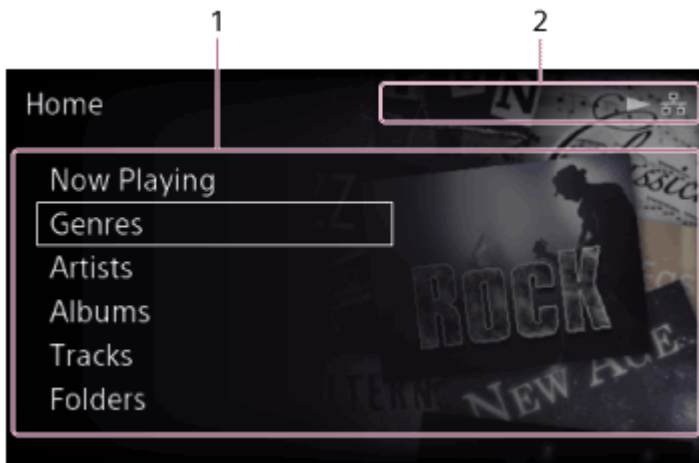 1
2
Home
Now Playing
Genres
Artists
Albums
Tracks
Folders
ROCK
NEW AGE